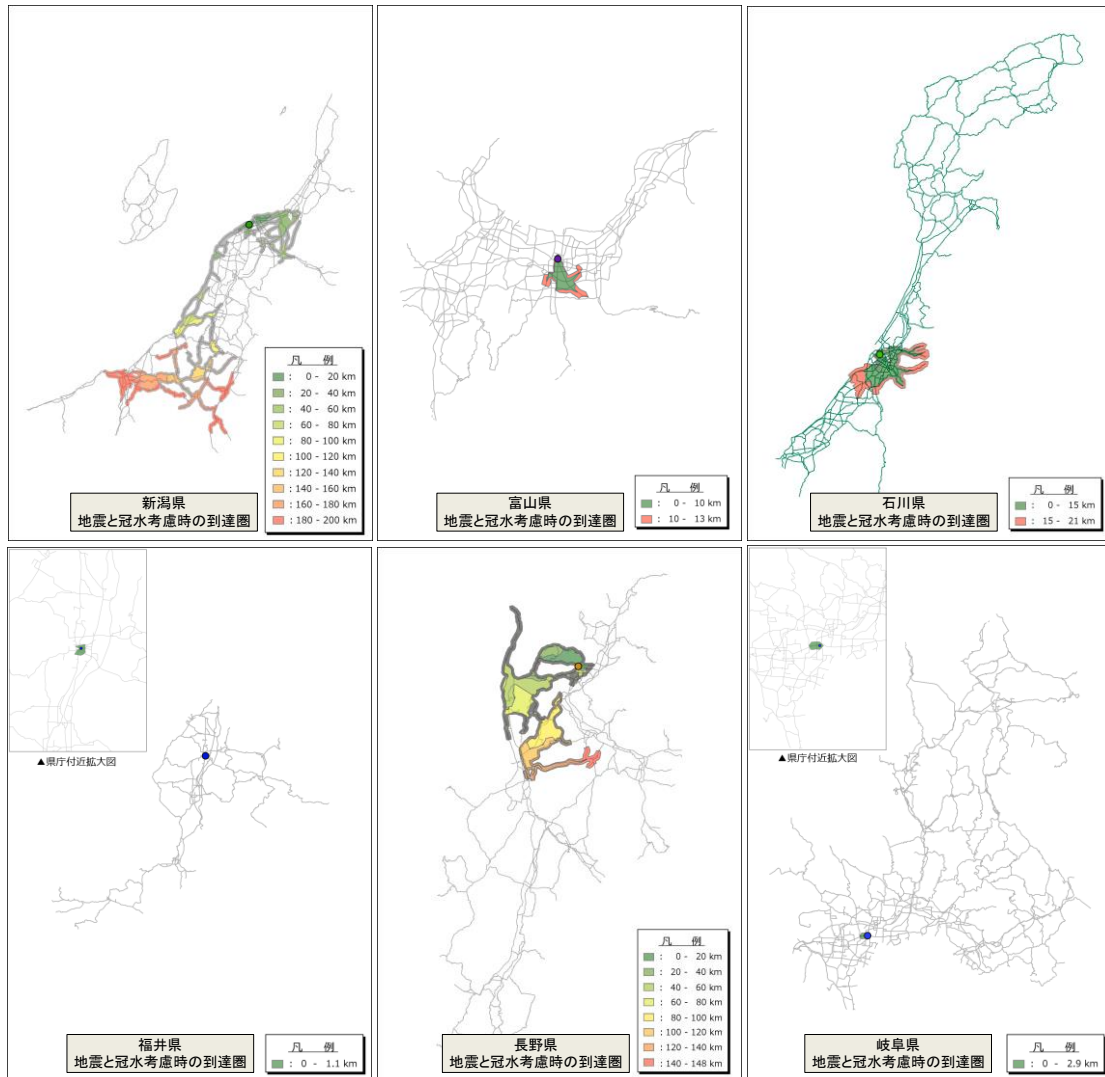 凡 例
: 0 - 20 km
: 20 - 40 km
: 40 - 60 km
: 60 - 80 km
: 80 - 100 km
: 100 - 120 km
: 120 - 140 km
: 140 - 160 km
: 160 - 180 km
: 180 - 200 km
新潟県
地震と冠水考慮時の到達圏
凡 例
: 0 - 10 km
: 10 - 13 km
富山県
地震と冠水考慮時の到達圏
凡 例
: 0 - 15 km
: 15 - 21 km
石川県
地震と冠水考慮時の到達圏
▲県庁付近拡大図
福井県
地震と冠水考慮時の到達圏
凡 例
: 0 - 1.1 km
凡 例
: 0 - 20 km
: 20 - 40 km
: 40 - 60 km
: 60 - 80 km
: 80 - 100 km
: 100 - 120 km
: 120 - 140 km
: 140 - 148 km
長野県
地震と冠水考慮時の到達圏
▲県庁付近拡大図
岐阜県
地震と冠水考慮時の到達圏
凡 例
: 0 - 2.9 km